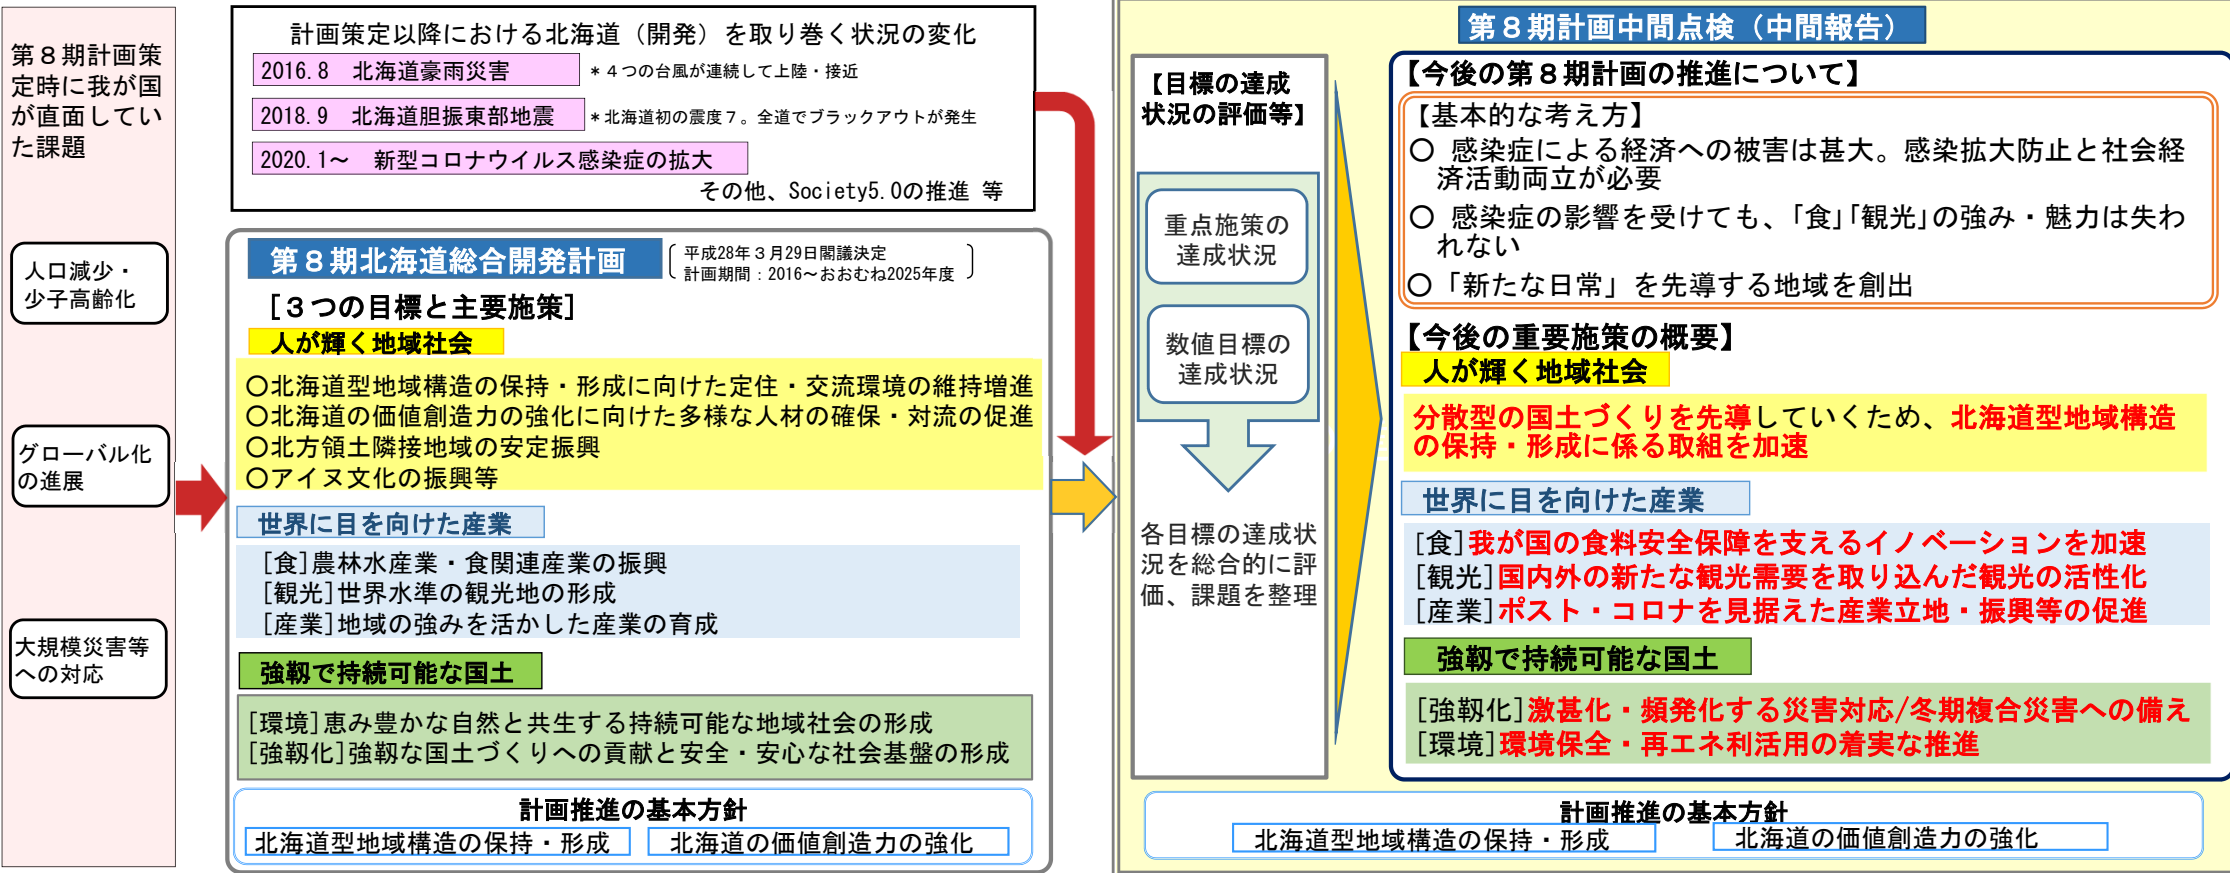 第８期計画策
定時に我が国
が直面してい
た課題
人口減少・
少子高齢化
グローバル化
の進展
大規模災害等
への対応
計画策定以降における北海道（開発）を取り巻く状況の変化
2016.8　北海道豪雨災害
＊４つの台風が連続して上陸・接近
2018.9　北海道胆振東部地震
＊北海道初の震度７。全道でブラックアウトが発生
2020.1～　新型コロナウイルス感染症の拡大
その他、Society5.0の推進 等
第８期北海道総合開発計画
平成28年３月29日閣議決定
計画期間：2016～おおむね2025年度
［３つの目標と主要施策］
人が輝く地域社会
○北海道型地域構造の保持・形成に向けた定住・交流環境の維持増進
○北海道の価値創造力の強化に向けた多様な人材の確保・対流の促進
○北方領土隣接地域の安定振興
○アイヌ文化の振興等
世界に目を向けた産業
[食]農林水産業・食関連産業の振興
[観光]世界水準の観光地の形成
[産業]地域の強みを活かした産業の育成
強靱で持続可能な国土
[環境]恵み豊かな自然と共生する持続可能な地域社会の形成
[強靱化]強靱な国土づくりへの貢献と安全・安心な社会基盤の形成
計画推進の基本方針
北海道型地域構造の保持・形成
北海道の価値創造力の強化
第８期計画中間点検（中間報告）
【目標の達成
状況の評価等】
重点施策の
達成状況
数値目標の
達成状況
各目標の達成状
況を総合的に評
価、課題を整理
【今後の第８期計画の推進について】
【基本的な考え方】
○ 感染症による経済への被害は甚大。感染拡大防止と社会経
済活動両立が必要
○ 感染症の影響を受けても、「食」「観光」の強み・魅力は失わ
れない
○「新たな日常」を先導する地域を創出
【今後の重要施策の概要】
人が輝く地域社会
分散型の国土づくりを先導していくため、北海道型地域構造
の保持・形成に係る取組を加速
世界に目を向けた産業
[食]我が国の食料安全保障を支えるイノベーションを加速
[観光]国内外の新たな観光需要を取り込んだ観光の活性化
[産業]ポスト・コロナを見据えた産業立地・振興等の促進
強靱で持続可能な国土
[強靱化]激甚化・頻発化する災害対応/冬期複合災害への備え
[環境]環境保全・再エネ利活用の着実な推進
計画推進の基本方針
北海道型地域構造の保持・形成
北海道の価値創造力の強化